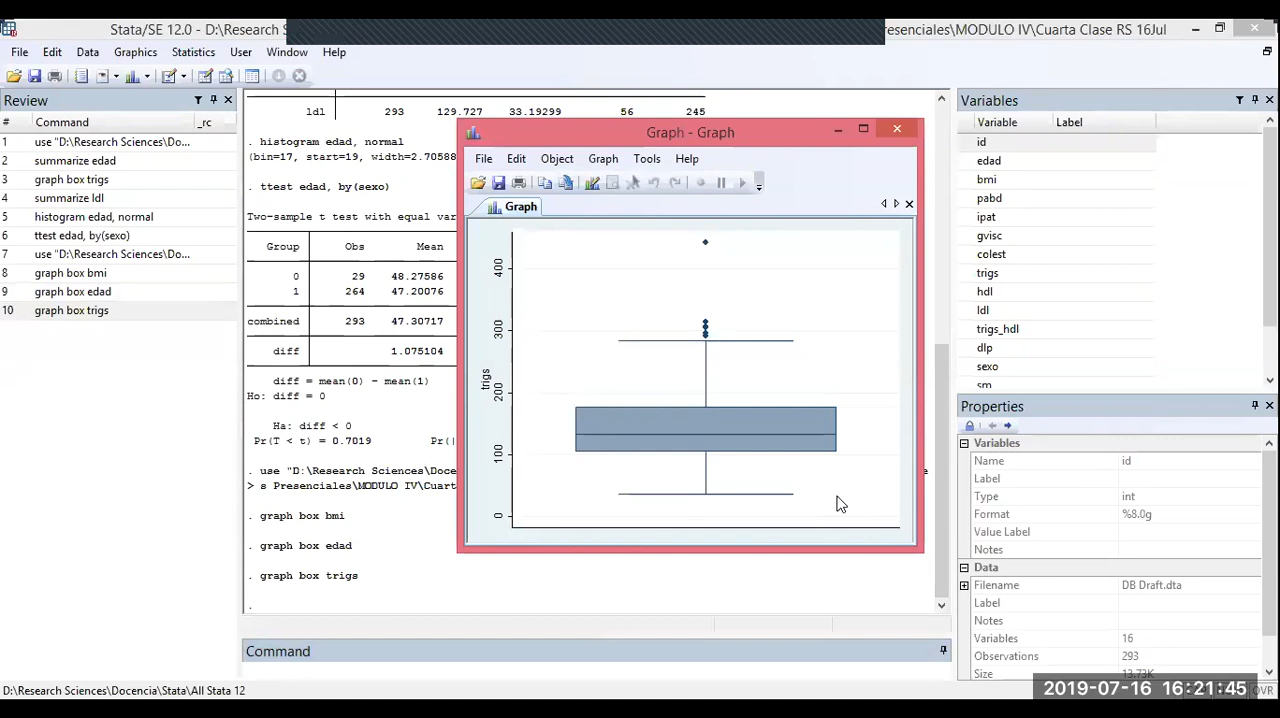 Stata/SE 12.0 - D:\Research S
resenciales\MODULO IV\Cuarta Clase RS 16Jul
File Edit Data Graphics Statistics User Window Help
Review
# Command _rc
1 use "D:\Research Sciences\Do...
2 summarize edad
3 graph box trigs
4 summarize ldl
5 histogram edad, normal
6 ttest edad, by(sexo)
7 use "D:\Research Sciences\Do...
8 graph box bmi
9 graph box edad
10 graph box trigs
ldl 293 129.727 33.19299 56 245
. histogram edad, normal
(bin=17, start=19, width=2.70588
. ttest edad, by(sexo)
Two-sample t test with equal var
Group Obs Mean
0 29 48.27586
1 264 47.20076
combined 293 47.30717
diff 1.075104
diff = mean(0) - mean(1)
Ho: diff = 0
Ha: diff < 0
Pr(T < t) = 0.7019 Pr(|
. use "D:\Research Sciences\Doce
e
> s Presenciales\MODULO IV\Cuart
. graph box bmi
. graph box edad
. graph box trigs
.
Graph - Graph
File Edit Object Graph Tools Help
Graph
trigs
400
300
200
100
0
Command
Variables
Variable Label
id
edad
bmi
pabd
ipat
gvisc
colest
trigs
hdl
ldl
trigs_hdl
dlp
sexo
sm
Properties
Variables
Name id
Label
Type int
Format %8.0g
Value Label
Notes
Data
Filename DB Draft.dta
Label
Notes
Variables 16
Observations 293
Size 13.73K
D:\Research Sciences\Docencia\Stata\All Stata 12
2019-07-16 16:21:45
OVR